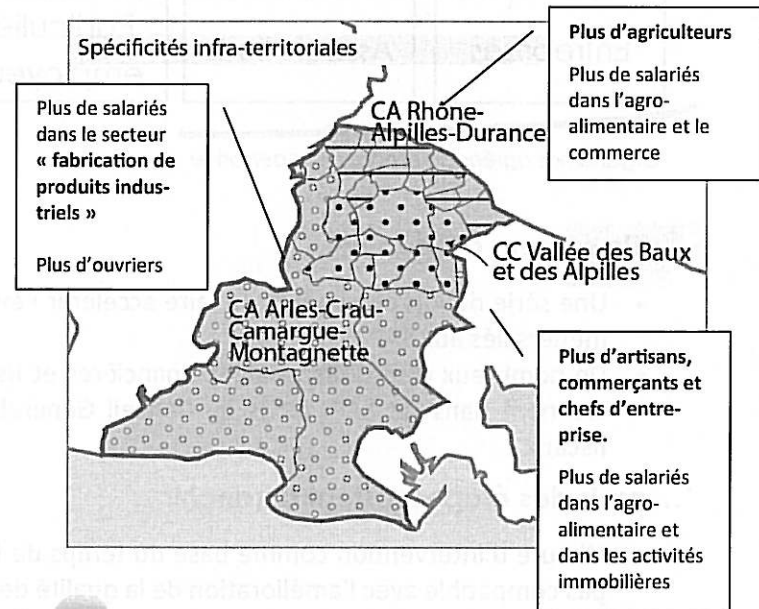 Spécificités infra-territoriales
Plus d'agriculteurs
Plus de salariés
dans l'agro-
alimentaire et le
commerce
Plus de salariés
dans le secteur
« fabrication de
produits indus-
triels »
Plus d'ouvriers
CA Rhône-
Alpilles-Durance
CC Vallée des Baux
et des Alpilles
CA Arles-Crau-
Camargue-
Montagnette
Plus d'artisans,
commerçants et
chefs d'entre-
prise.
Plus de salariés
dans l'agro-
alimentaire et
dans les activités
immobilières